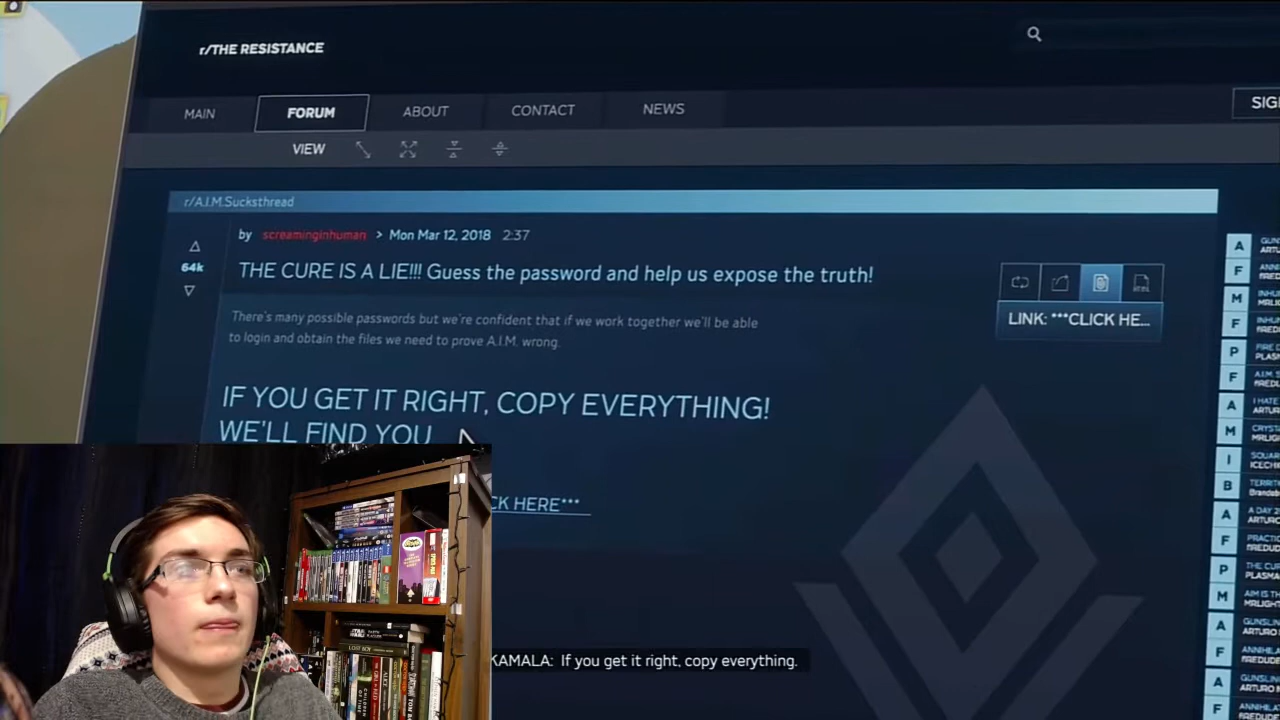 r/THE RESISTANCE
MAIN
FORUM
ABOUT
CONTACT
NEWS
VIEW
r/A.I.M.Sucksthread
by screaminginhuman > Mon Mar 12, 2018 2:37
64k
THE CURE IS A LIE!!! Guess the password and help us expose the truth!
There's many possible passwords but we're confident that if we work together we'll be able
to login and obtain the files we need to prove A.I.M. wrong.
LINK: ***CLICK HE...
IF YOU GET IT RIGHT, COPY EVERYTHING!
WE'LL FIND YOU
CK HERE***
KAMALA: If you get it right, copy everything.
A
F
M
F
P
F
A
M
I
B
A
F
P
M
A
F
A
F